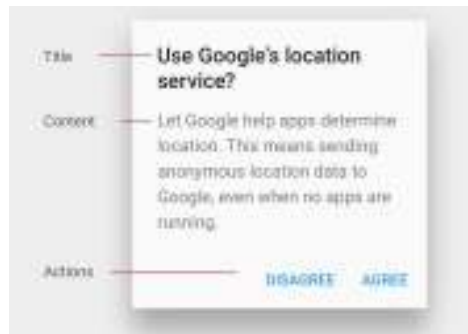 Title
Use Google's location
service?
Content
Let Google help apps determine
location. This means sending
anonymous location data to
Google, even when no apps are
running.
Actions
DISAGREE AGREE